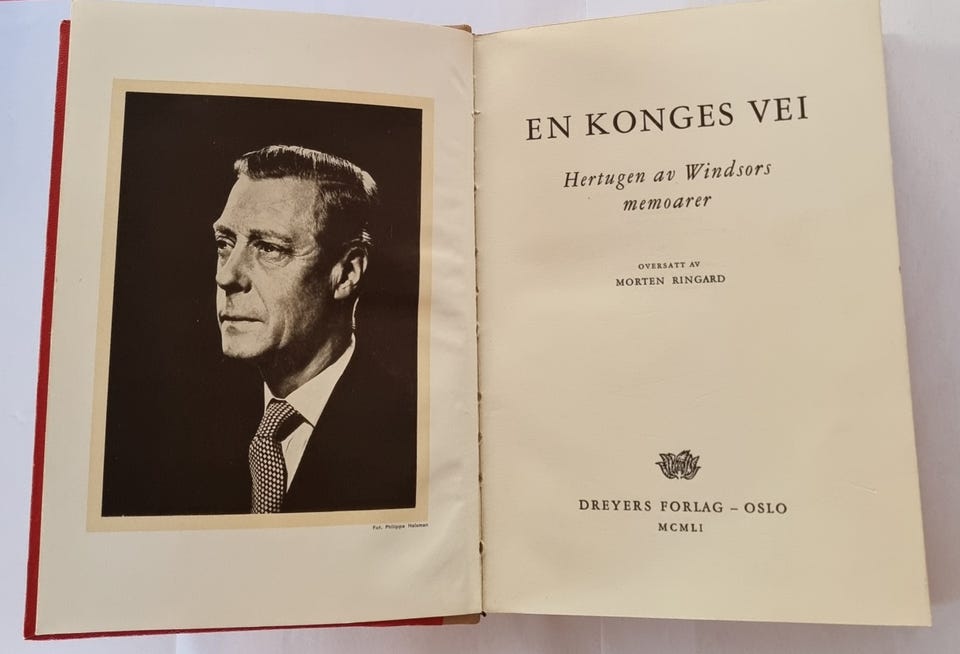 Fot. Philippe Halsman
EN KONGES VEI
Hertugen av Windsors
memoarer
OVERSATT AV
MORTEN RINGARD
DREYERS FORLAG – OSLO
MCMLI